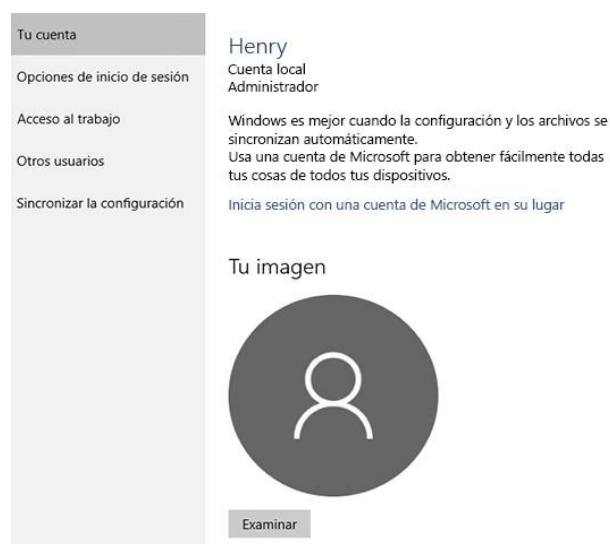 Tu cuenta
Opciones de inicio de sesión
Acceso al trabajo
Otros usuarios
Sincronizar la configuración
Henry
Cuenta local
Administrador
Windows es mejor cuando la configuración y los archivos se
sincronizan automáticamente.
Usa una cuenta de Microsoft para obtener fácilmente todas
tus cosas de todos tus dispositivos.
Inicia sesión con una cuenta de Microsoft en su lugar
Tu imagen
Examinar